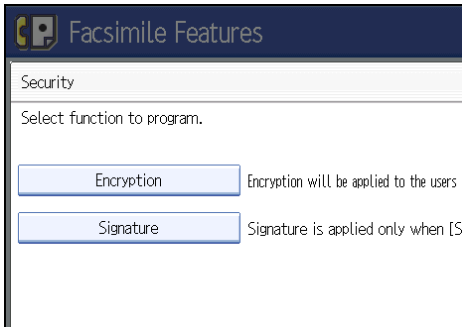 Facsimile Features
Security
Select function to program.
Encryption
Encryption will be applied to the users
Signature
Signature is applied only when [S